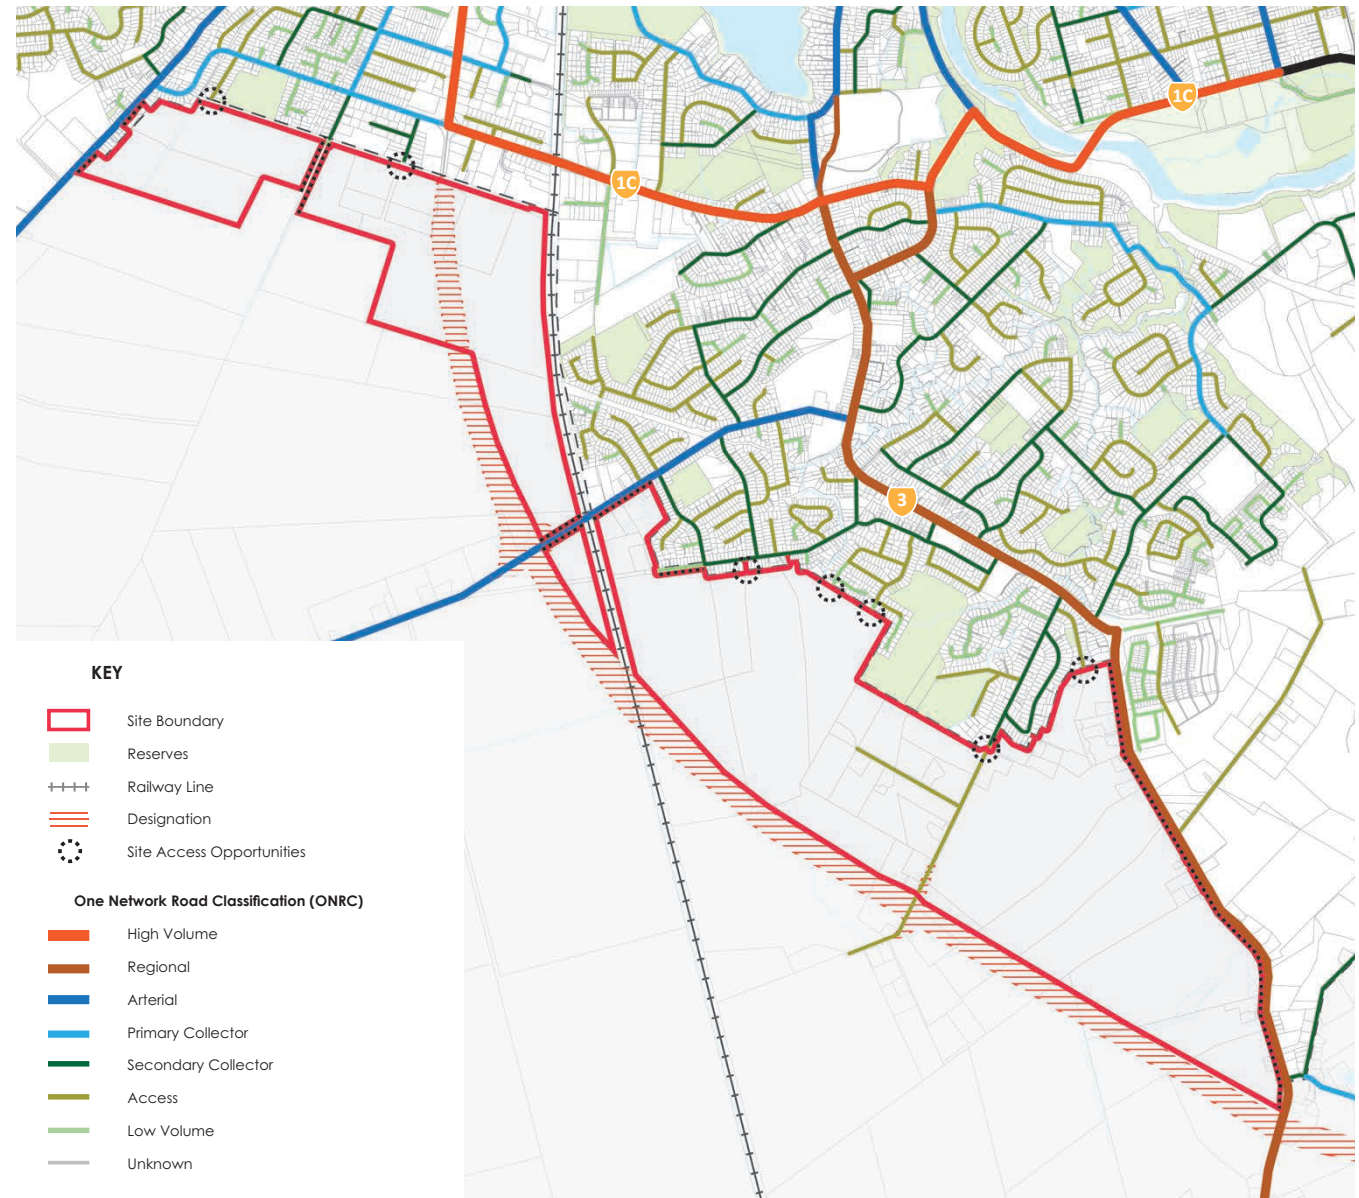 1C
1C
3
KEY
Site Boundary
Reserves
Railway Line
Designation
Site Access Opportunities
One Network Road Classification (ONRC)
High Volume
Regional
Arterial
Primary Collector
Secondary Collector
Access
Low Volume
Unknown